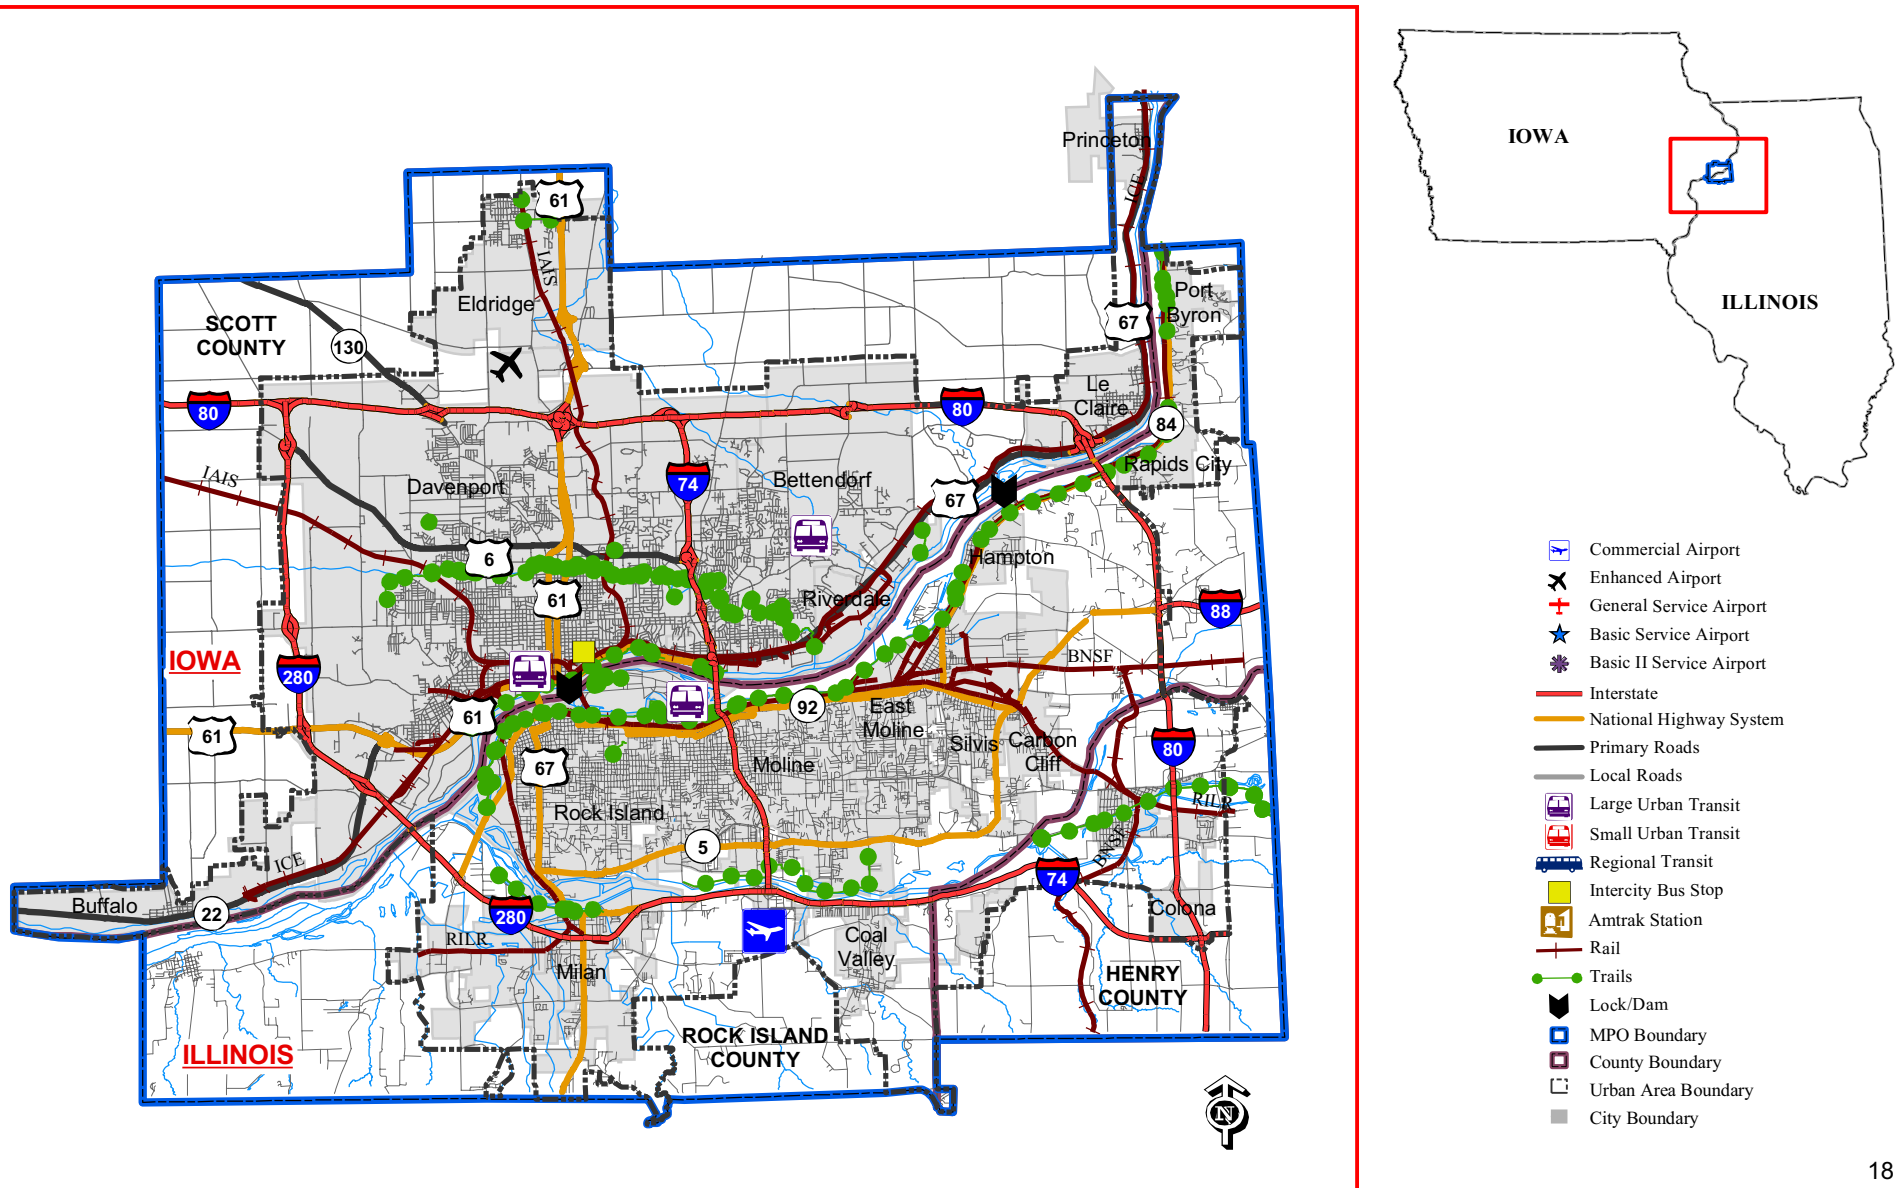 Princeton
ICE
61
IAIS
Eldridge
SCOTT
COUNTY
130
67
Port
Byron
Le
Claire
80
80
84
Rapids City
IAIS
Davenport
74
Bettendorf
67
6
Hampton
61
Riverdale
88
IOWA
280
BNSF
61
61
92
East
Moline
Silvis
Carbon
Cliff
80
67
Moline
Rock Island
RILR
5
BNSF
ICE
74
Buffalo
22
280
Colona
RILR
Coal
Valley
Milan
HENRY
COUNTY
ROCK ISLAND
COUNTY
ILLINOIS
N
IOWA
ILLINOIS
Commercial Airport
Enhanced Airport
General Service Airport
Basic Service Airport
Basic II Service Airport
Interstate
National Highway System
Primary Roads
Local Roads
Large Urban Transit
Small Urban Transit
Regional Transit
Intercity Bus Stop
Amtrak Station
Rail
Trails
Lock/Dam
MPO Boundary
County Boundary
Urban Area Boundary
City Boundary
18